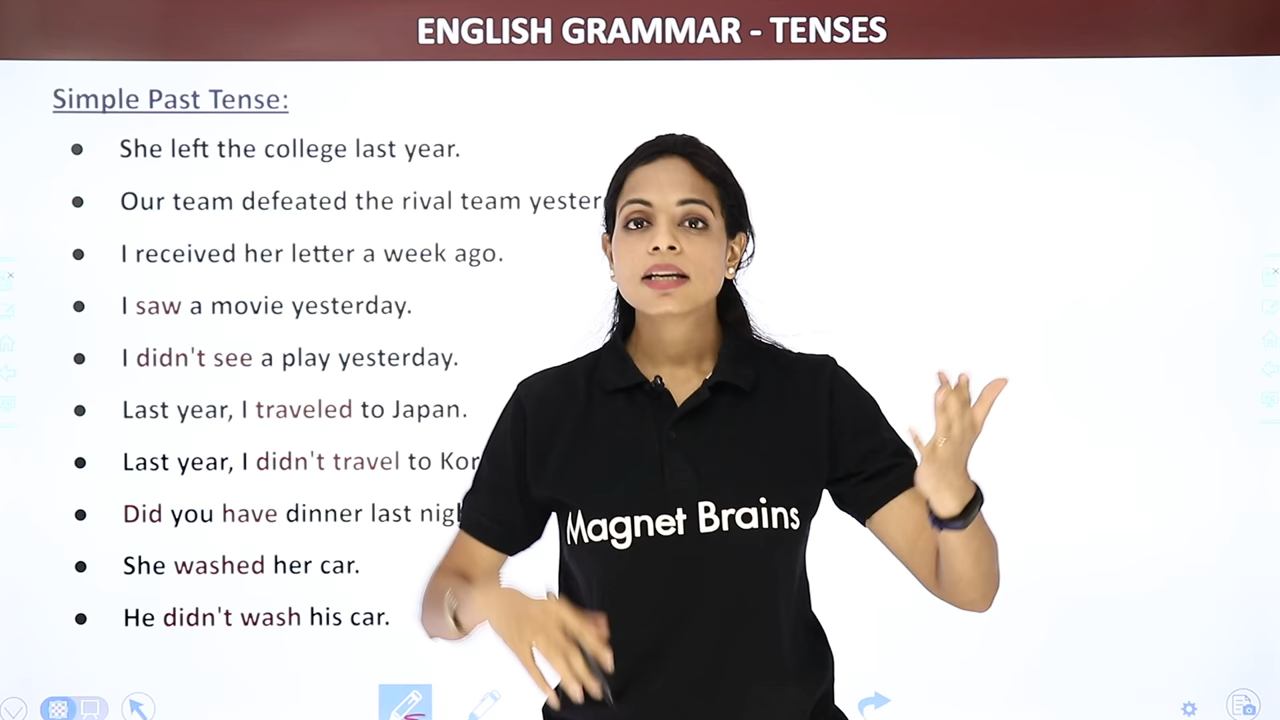 ENGLISH GRAMMAR - TENSES
Simple Past Tense:
● She left the college last year.
● Our team defeated the rival team
● I received her letter a week ago.
● I saw a movie yesterday.
● I didn't see a play yesterday.
● Last year, I traveled to Japan.
● Last year, I didn't travel to
● Did you have dinner last
● She washed her car.
● He didn't wash his car.
Magnet Brains